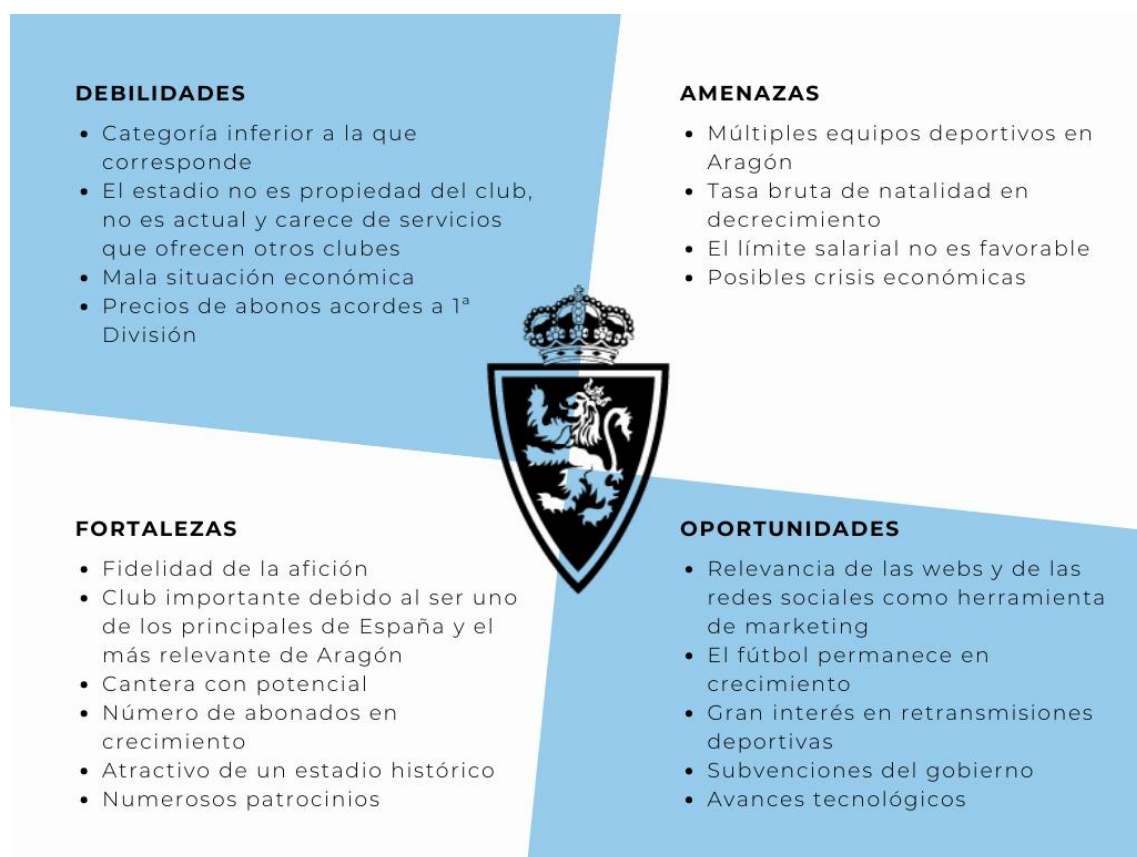 DEBILIDADES
• Categoría inferior a la que
corresponde
• El estadio no es propiedad del club,
no es actual y carece de servicios
que ofrecen otros clubes
• Mala situación económica
• Precios de abonos acordes a 1ª
División
AMENAZAS
• Múltiples equipos deportivos en
Aragón
• Tasa bruta de natalidad en
decrecimiento
• El límite salarial no es favorable
• Posibles crisis económicas
FORTALEZAS
• Fidelidad de la afición
• Club importante debido al ser uno
de los principales de España y el
más relevante de Aragón
• Cantera con potencial
• Número de abonados en
crecimiento
• Atractivo de un estadio histórico
• Numerosos patrocinios
OPORTUNIDADES
• Relevancia de las webs y de las
redes sociales como herramienta
de marketing
• El fútbol permanece en
crecimiento
• Gran interés en retransmisiones
deportivas
• Subvenciones del gobierno
• Avances tecnológicos